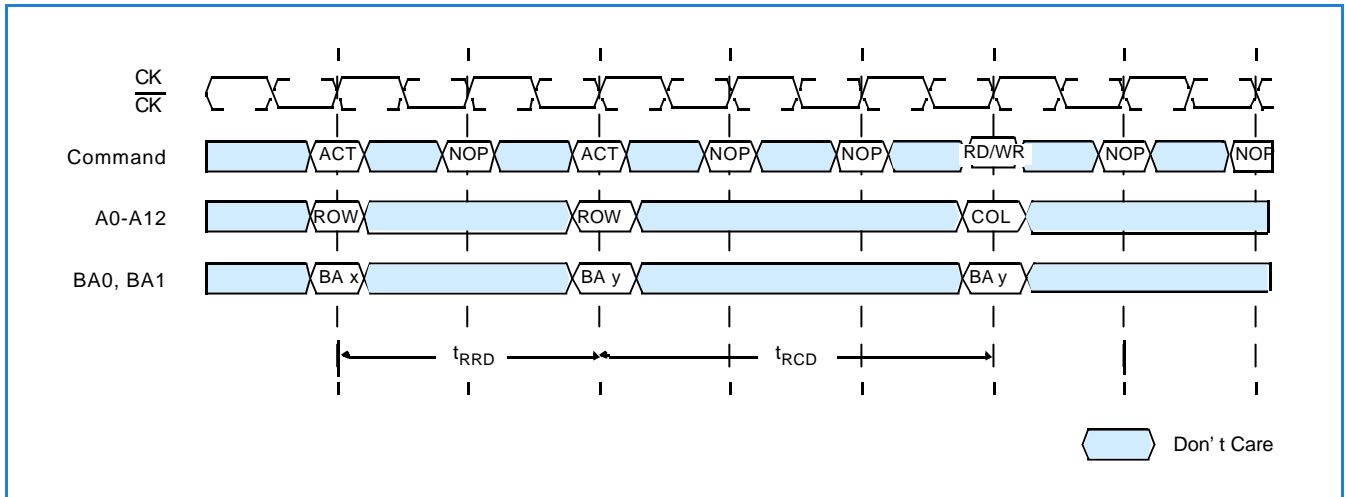 CK
CK
Command ACT NOP ACT NOP NOP RD/WR NOP NOP
A0-A12 ROW ROW COL
BA0, BA1 BA x BA y BA y
tRRD tRCD
Don' t Care